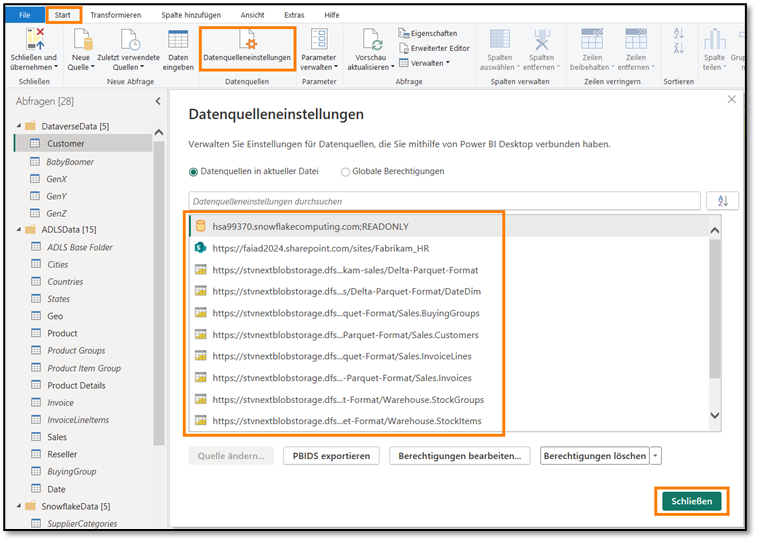 File Start Transformieren Spalte hinzufügen Ansicht Extras Hilfe
Schließen und übernehmen
Neue Quelle
Zuletzt verwendete Quellen
Daten eingeben
Datenquelleneinstellungen
Parameter verwalten
Vorschau aktualisieren
Eigenschaften
Erweiterter Editor
Verwalten
Spalten auswählen
Spalten entfernen
Zeilen beibehalten
Zeilen entfernen
Spalte teilen
Schließen Neue Abfrage Datenquellen Parameter Abfrage Spalten verwalten Zeilen verringern Sortieren
Abfragen [28]
DataverseData [5]
Customer
BabyBoomer
GenX
GenY
GenZ
ADLSData [15]
ADLS Base Folder
Cities
Countries
States
Geo
Product
Product Groups
Product Item Group
Product Details
Invoice
InvoiceLineItems
Sales
Reseller
BuyingGroup
Date
SnowflakeData [5]
SupplierCategories
Datenquelleneinstellungen
Verwalten Sie Einstellungen für Datenquellen, die Sie mithilfe von Power BI Desktop verbunden haben.
Datenquellen in aktueller Datei Globale Berechtigungen
Datenquelleneinstellungen durchsuchen
hsa99370.snowflakecomputing.com;READONLY
https://faiad2024.sharepoint.com/sites/Fabrikam_HR
https://stvnextblobstorage.dfs...kam-sales/Delta-Parquet-Format
https://stvnextblobstorage.dfs...s/Delta-Parquet-Format/DateDim
https://stvnextblobstorage.dfs...quet-Format/Sales.BuyingGroups
https://stvnextblobstorage.dfs...Parquet-Format/Sales.Customers
https://stvnextblobstorage.dfs...quet-Format/Sales.InvoiceLines
https://stvnextblobstorage.dfs...-Parquet-Format/Sales.Invoices
https://stvnextblobstorage.dfs...t-Format/Warehouse.StockGroups
https://stvnextblobstorage.dfs...et-Format/Warehouse.StockItems
Quelle ändern... PBIDS exportieren Berechtigungen bearbeiten... Berechtigungen löschen
Schließen